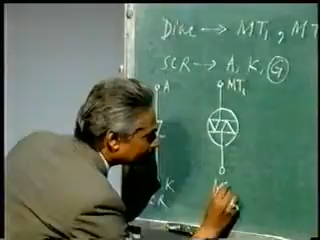 Diac → MT₁, MT
SCR → A, K, G
A MT₁
K
R